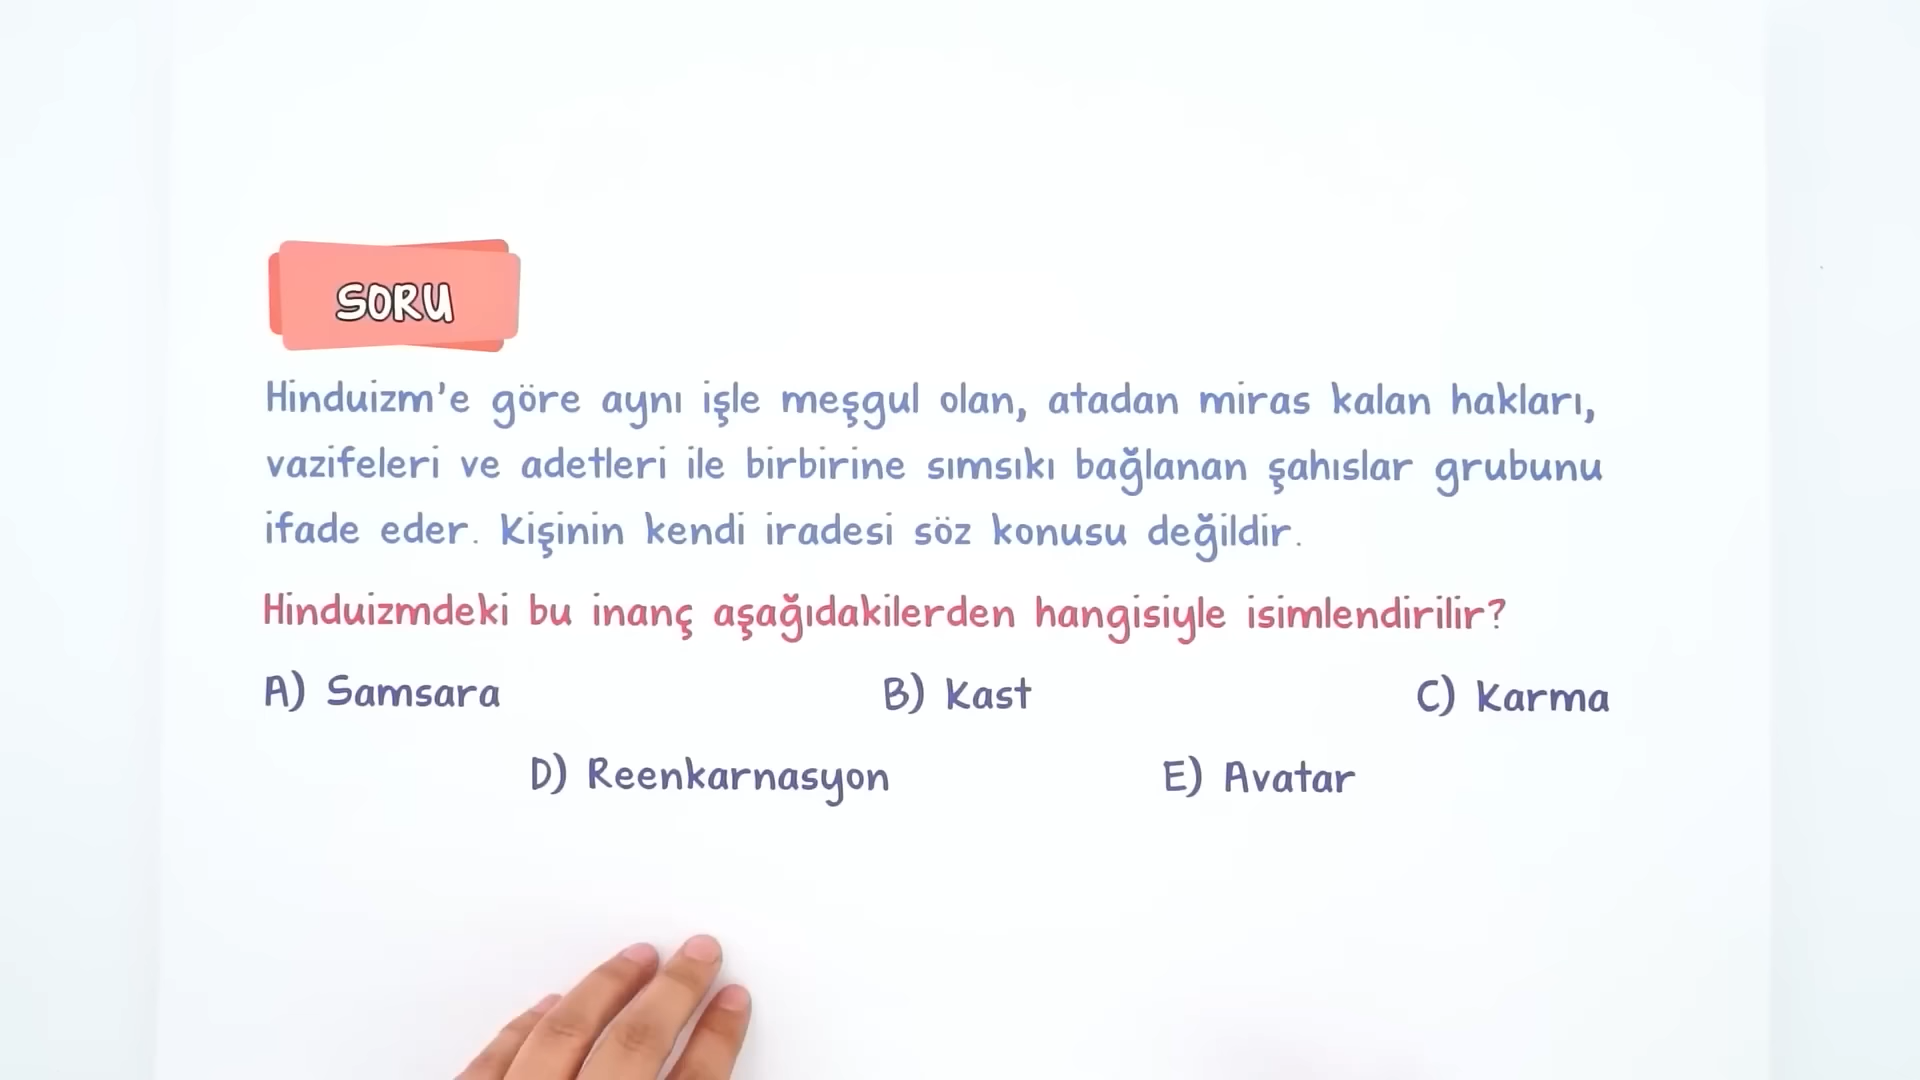 SORU
Hinduizm'e göre aynı işle meşgul olan, atadan miras kalan hakları,
vazifeleri ve adetleri ile birbirine sımsıkı bağlanan şahıslar grubunu
ifade eder. Kişinin kendi iradesi söz konusu değildir.
Hinduizmdeki bu inanç aşağıdakilerden hangisiyle isimlendirilir?
A) Samsara B) Kast C) Karma
D) Reenkarnasyon E) Avatar